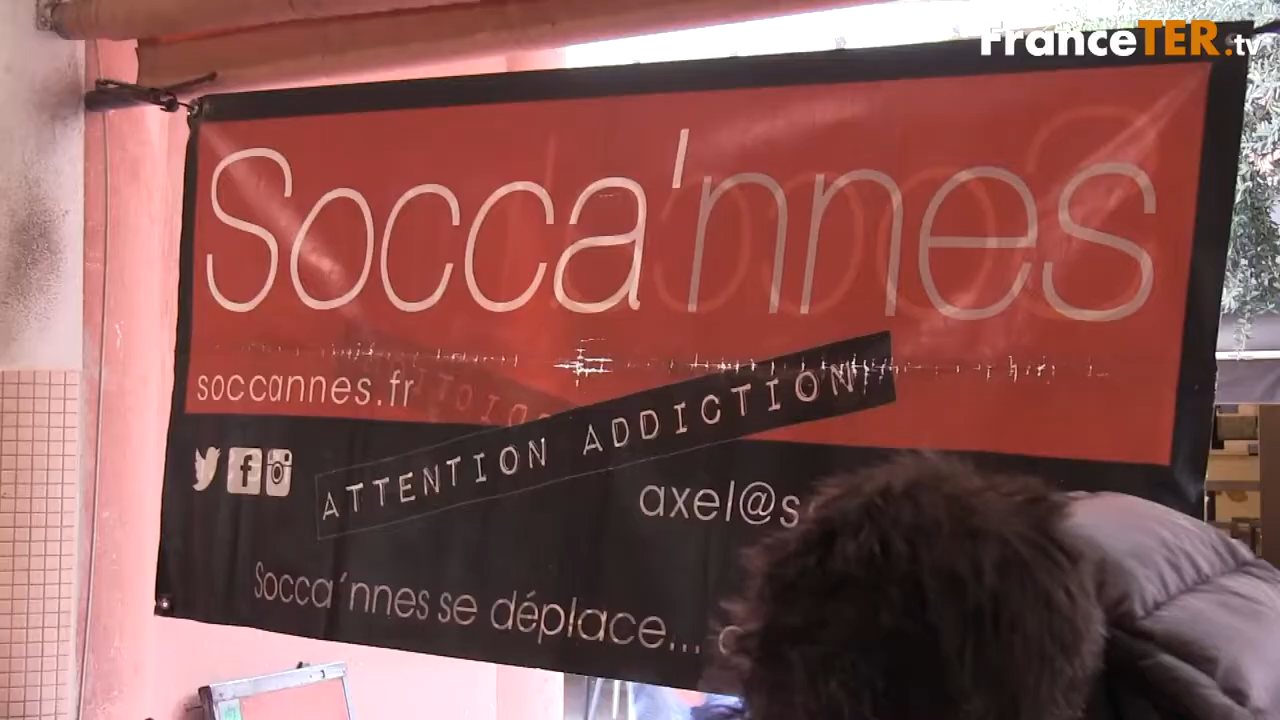 FranceTER.tv
Socca'nnes
soccannes.fr
ATTENTION ADDICTION
axel@s
Socca'nnes se déplace...